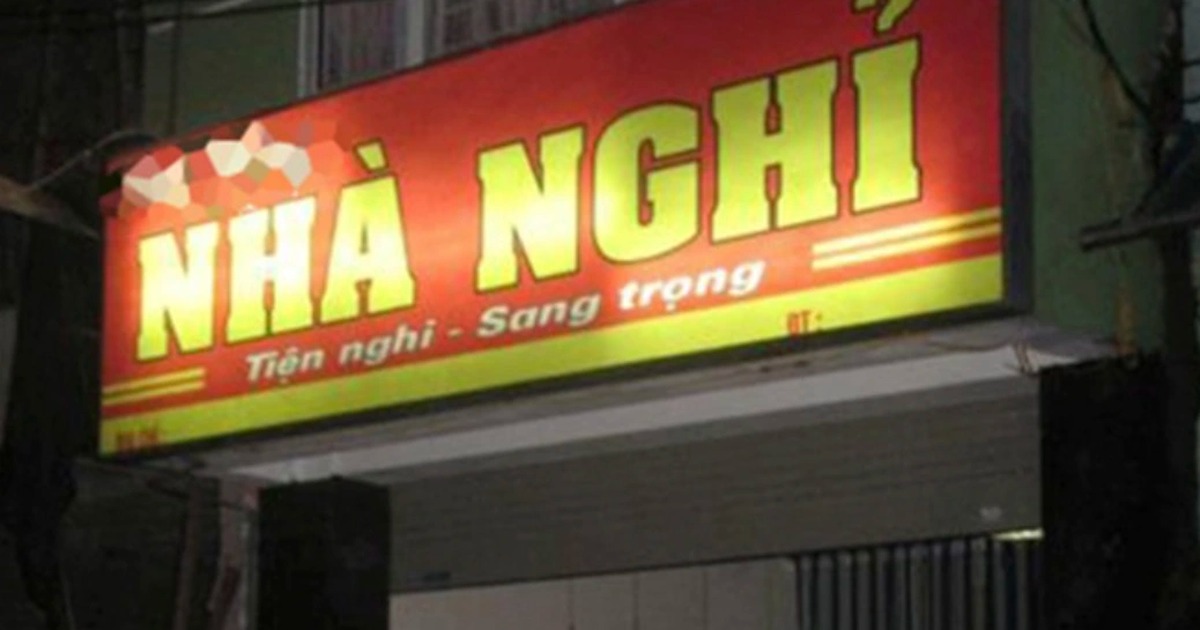 NHÀ NGHỈ
Tiện nghi - Sang trọng
ĐT: